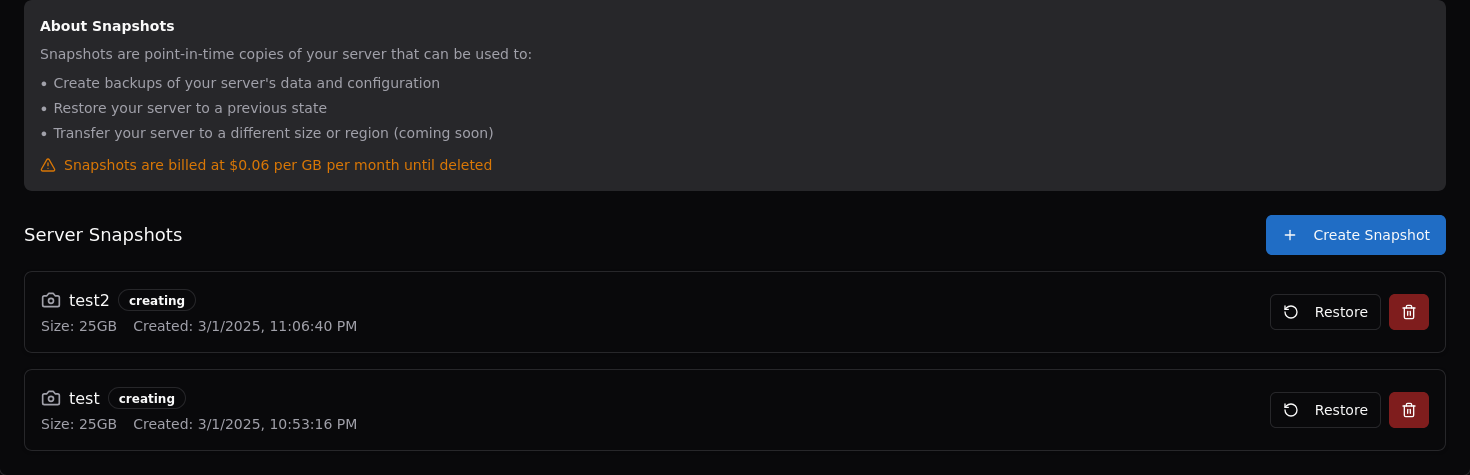 About Snapshots
Snapshots are point-in-time copies of your server that can be used to:
• Create backups of your server's data and configuration
• Restore your server to a previous state
• Transfer your server to a different size or region (coming soon)
Snapshots are billed at $0.06 per GB per month until deleted
Server Snapshots
+ Create Snapshot
test2 creating
Size: 25GB Created: 3/1/2025, 11:06:40 PM
Restore
test creating
Size: 25GB Created: 3/1/2025, 10:53:16 PM
Restore